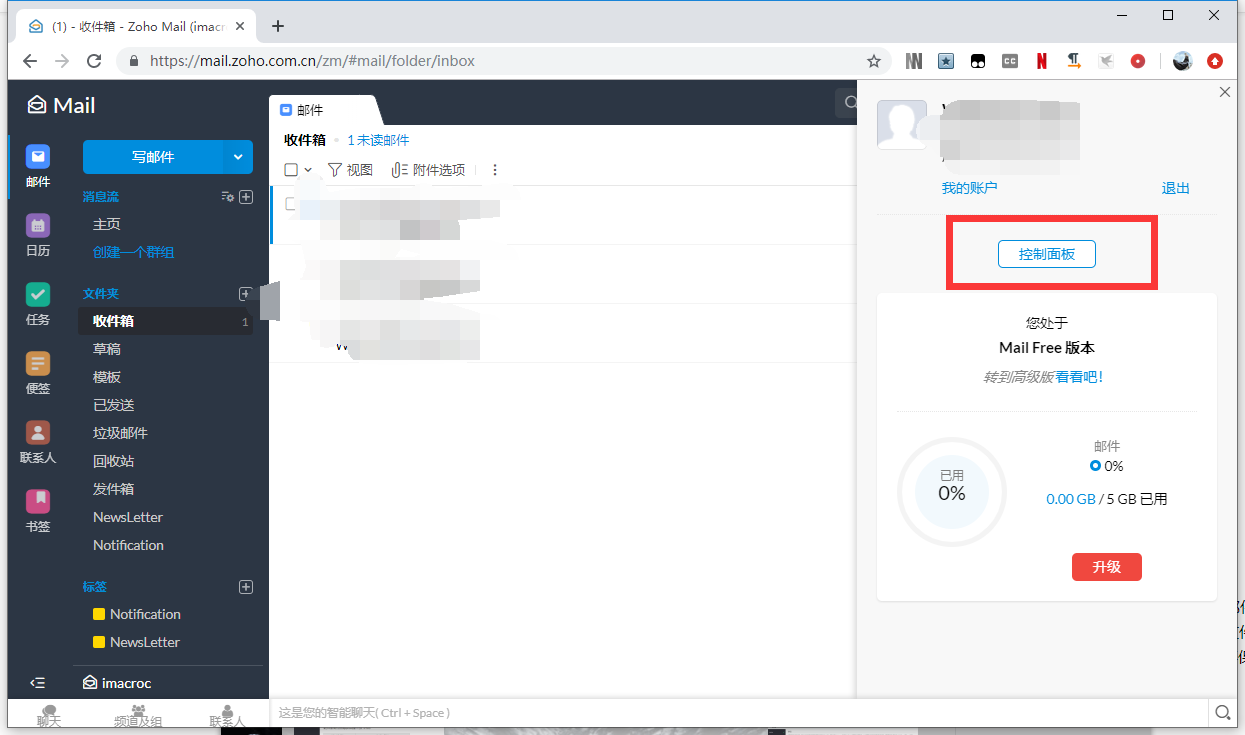 (1) - 收件箱 - Zoho Mail (imacro
https://mail.zoho.com.cn/zm/#mail/folder/inbox
Mail
邮件
日历
任务
便签
联系人
书签
写邮件
消息流
主页
创建一个群组
文件夹
收件箱 1
草稿
模板
已发送
垃圾邮件
回收站
发件箱
NewsLetter
Notification
标签
Notification
NewsLetter
imacroc
聊天 频道及组 联系人
邮件
收件箱 1 未读邮件
视图 附件选项
我的账户 退出
控制面板
您处于
Mail Free 版本
转到高级版看看吧!
已用
0%
邮件
0%
0.00 GB / 5 GB 已用
升级
这是您的智能聊天( Ctrl + Space )